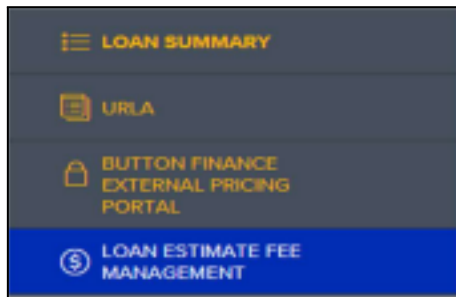 LOAN SUMMARY
URLA
BUTTON FINANCE
EXTERNAL PRICING
PORTAL
LOAN ESTIMATE FEE
MANAGEMENT